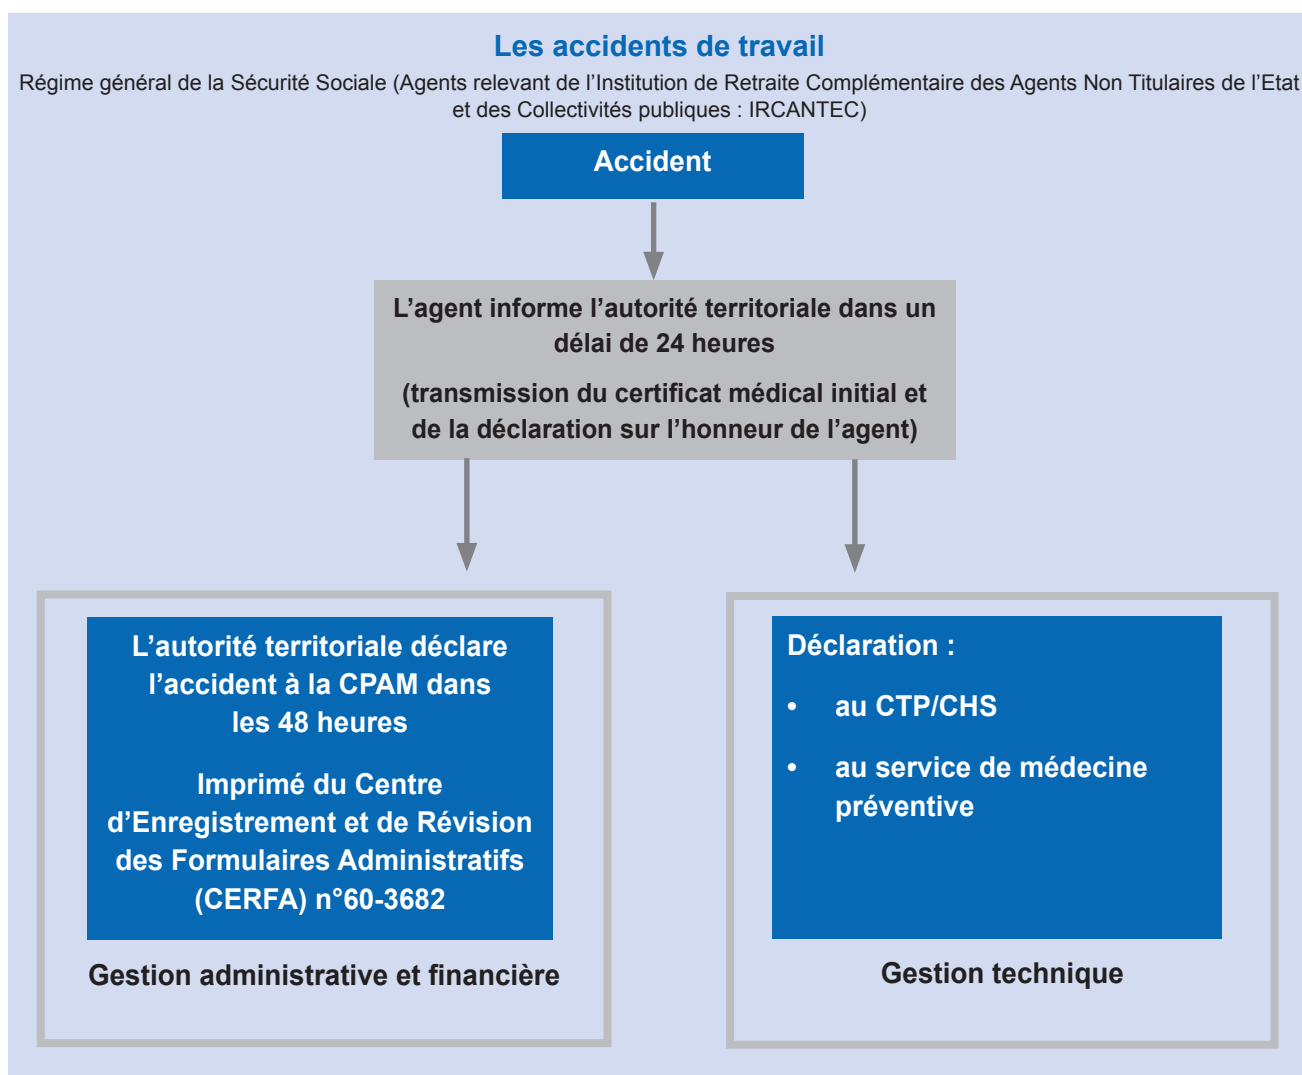 Les accidents de travail
Régime général de la Sécurité Sociale (Agents relevant de l’Institution de Retraite Complémentaire des Agents Non Titulaires de l’Etat
et des Collectivités publiques : IRCANTEC)
Accident
L’agent informe l’autorité territoriale dans un
délai de 24 heures
(transmission du certificat médical initial et
de la déclaration sur l’honneur de l’agent)
L’autorité territoriale déclare
l’accident à la CPAM dans
les 48 heures
Imprimé du Centre
d’Enregistrement et de Révision
des Formulaires Administratifs
(CERFA) n°60-3682
Gestion administrative et financière
Déclaration :
• au CTP/CHS
• au service de médecine
préventive
Gestion technique